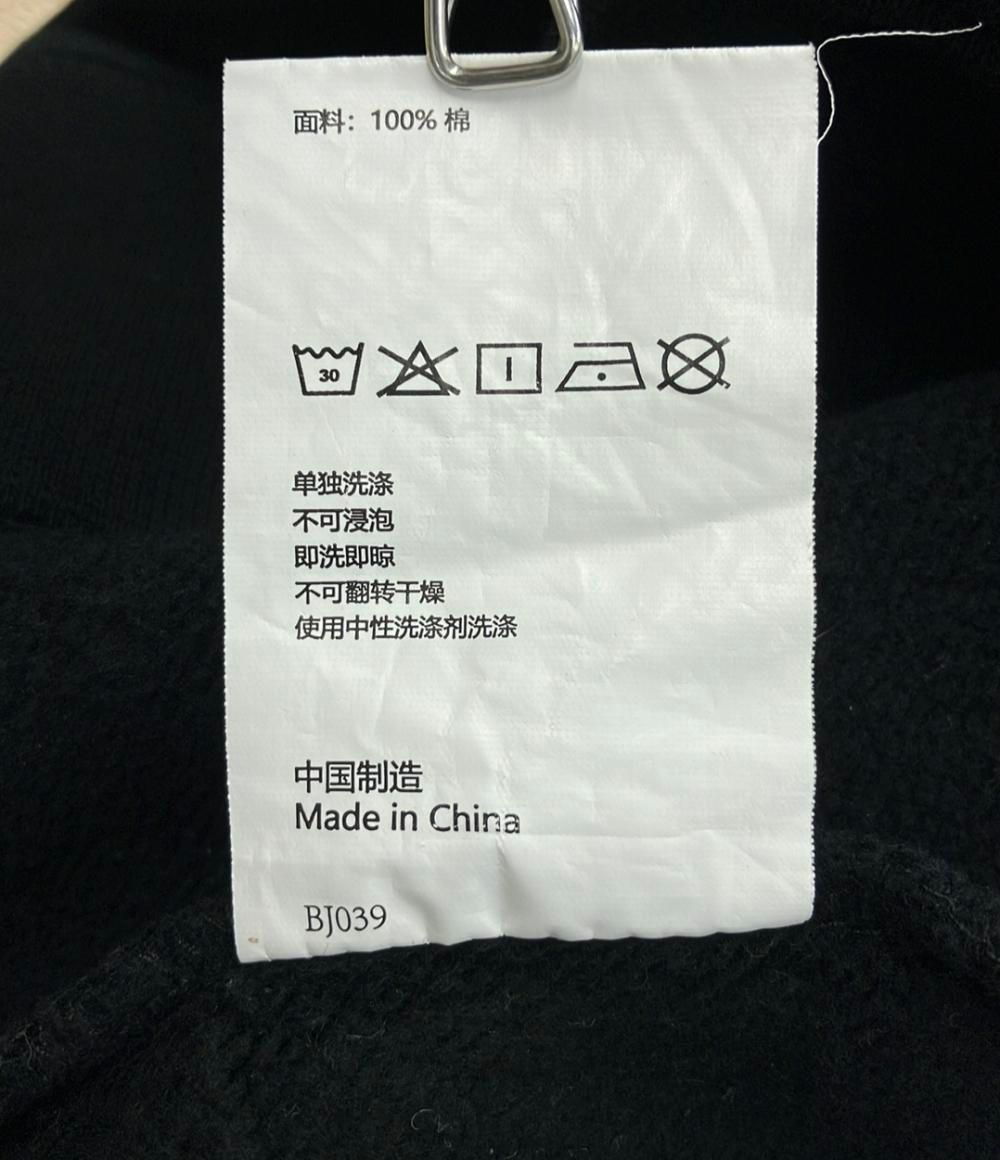 面料：100% 棉
30
单独洗涤
不可浸泡
即洗即晾
不可翻转干燥
使用中性洗涤剂洗涤
中国制造
Made in China
BJ039